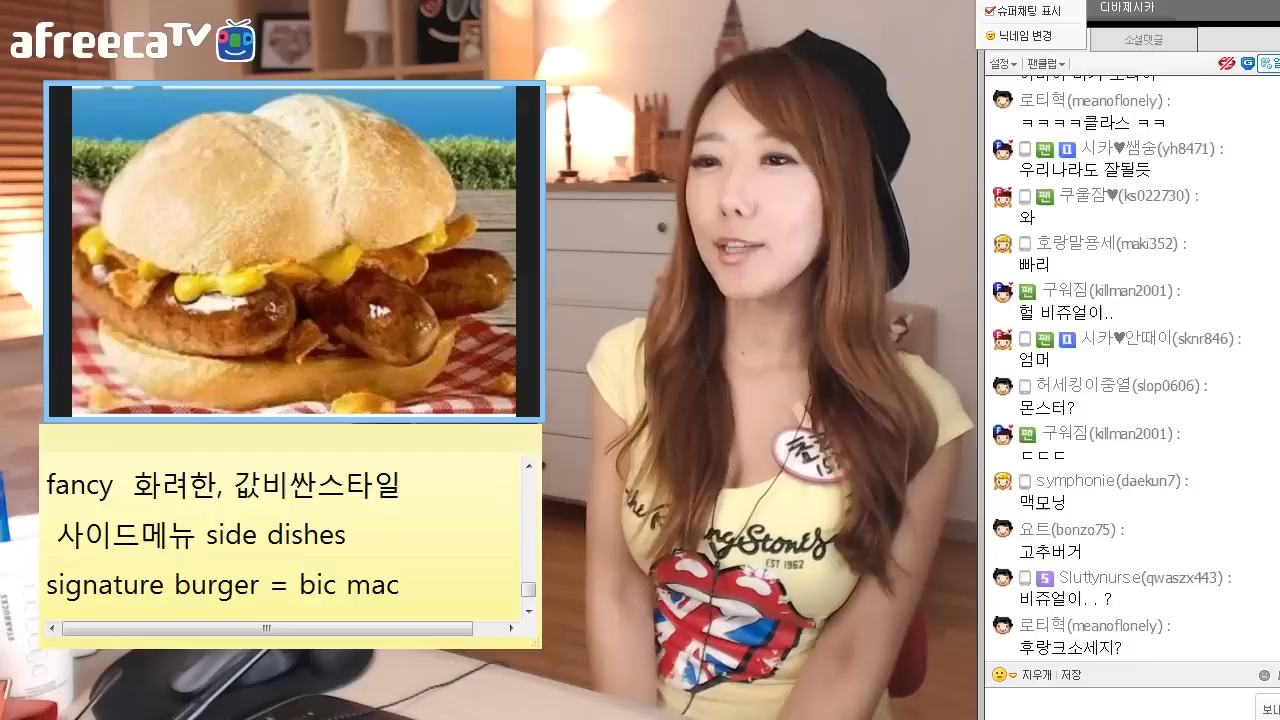 afreecaTV
fancy 화려한, 값비싼스타일
사이드메뉴 side dishes
signature burger = bic mac
the Rolling Stones
EST 1962
STARBUCKS
슈퍼채팅 표시
닉네임 변경
디바제시카
소설댓글
설정 팬클럽
로티혁(meanoflonely) :
ㅋㅋㅋㅋ클라스 ㅋㅋ
시카♥쌤숭(yh8471) :
우리나라도 잘될듯
쿠울잠♥(ks022730) :
와
호랑말용세(maki352) :
빠리
팬 구워짐(killman2001) :
헐 비쥬얼이..
팬 시카♥안때이(sknr846) :
엄머
허세킹이줌열(slop0606) :
몬스터?
팬 구워짐(killman2001) :
ㄷㄷㄷ
symphonie(daekun7) :
맥모닝
요트(bonzo75) :
고추버거
S Sluttynurse(qwaszx443) :
비쥬얼이. . ?
로티혁(meanoflonely) :
후랑크소세지?
지우개 저장